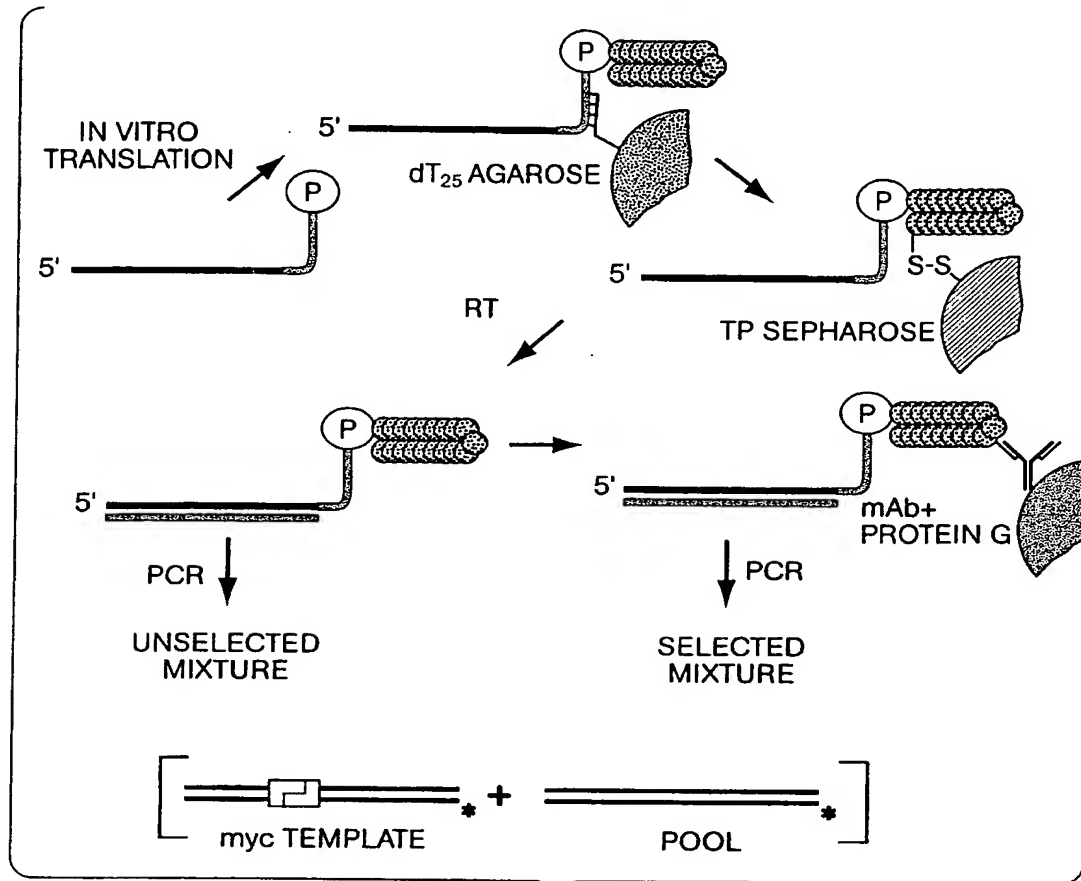 P
IN VITRO
TRANSLATION
5'
dT₂₅ AGAROSE
P
5'
P
S-S
5'
TP SEPHAROSE
RT
P
5'
P
5'
mAb+
PROTEIN G
PCR
UNSELECTED
MIXTURE
PCR
SELECTED
MIXTURE
* + *
myc TEMPLATE
POOL